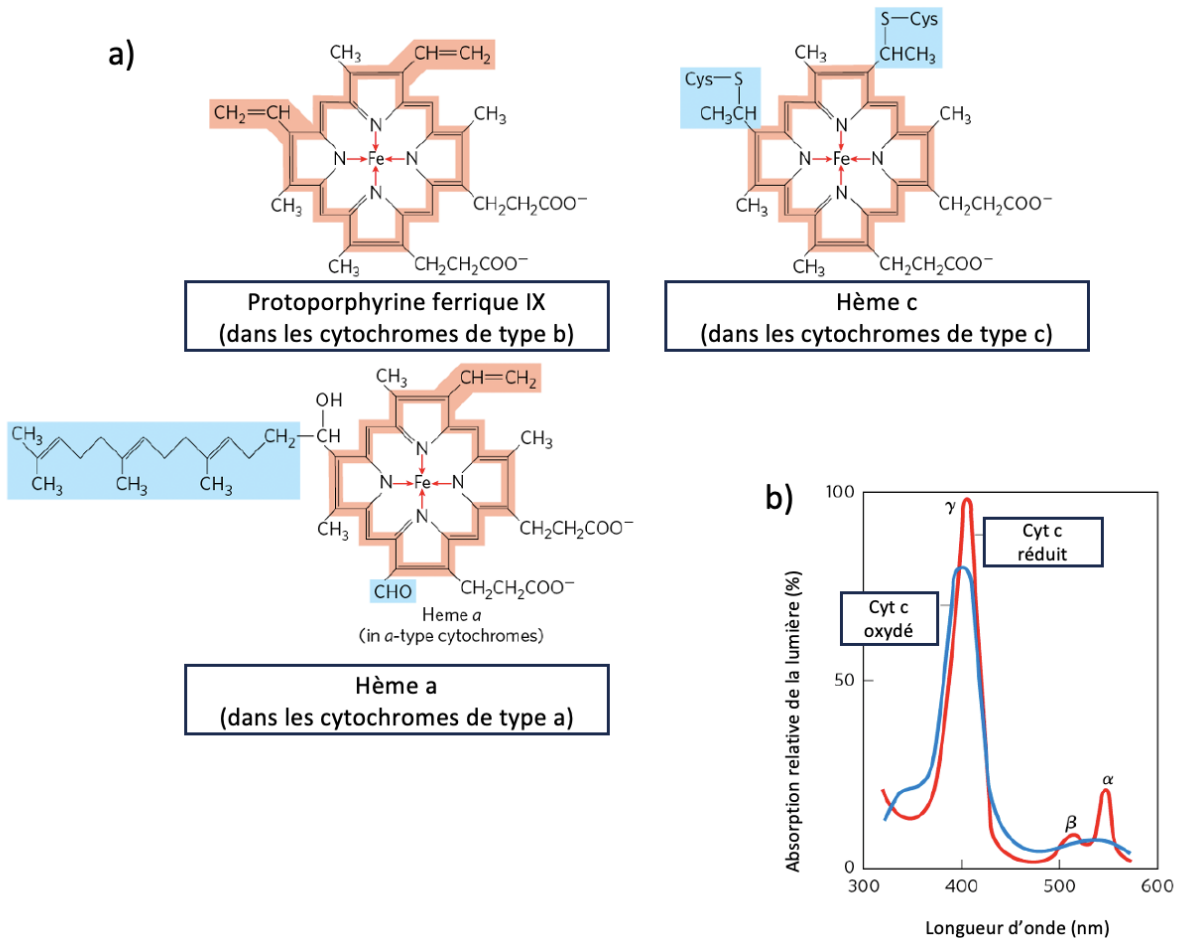 a)
CH₃
CH=CH₂
CH₂=CH
CH₃
N
N
Fe
N
N
CH₃
CH₂CH₂COO⁻
CH₃
CH₂CH₂COO⁻
Protoporphyrine ferrique IX
(dans les cytochromes de type b)
S—Cys
CH₃
CHCH₃
Cys—S
CH₃CH
CH₃
N
N
Fe
N
N
CH₃
CH₂CH₂COO⁻
CH₃
CH₂CH₂COO⁻
Hème c
(dans les cytochromes de type c)
CH₃
CH=CH₂
OH
CH₃
CH₂
CH
CH₃
CH₃
CH₃
CH₃
N
N
Fe
N
N
CH₃
CH₂CH₂COO⁻
CHO
CH₂CH₂COO⁻
Heme a
(in a-type cytochromes)
Hème a
(dans les cytochromes de type a)
b)
100
γ
Cyt c
réduit
Cyt c
oxydé
50
α
β
0
300
400
500
600
Absorption relative de la lumière (%)
Longueur d’onde (nm)